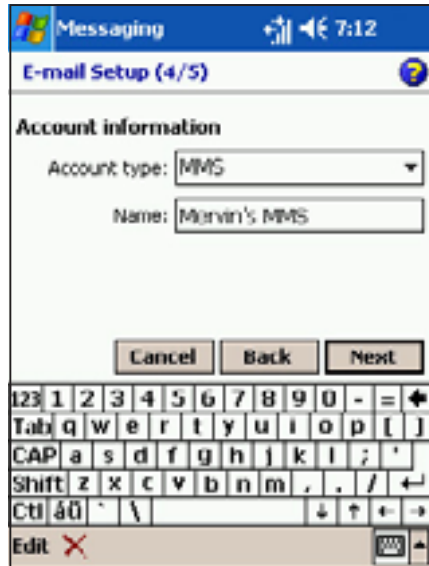 Messaging 7:12
E-mail Setup (4/5) ?
Account information
Account type: MMS
Name: Mervin's MMS
Cancel Back Next
123 1 2 3 4 5 6 7 8 9 0 - =
Tab q w e r t y u i o p [ ]
CAP a s d f g h j k l ; '
Shift z x c v b n m , . /
Ctl áü ` \
Edit